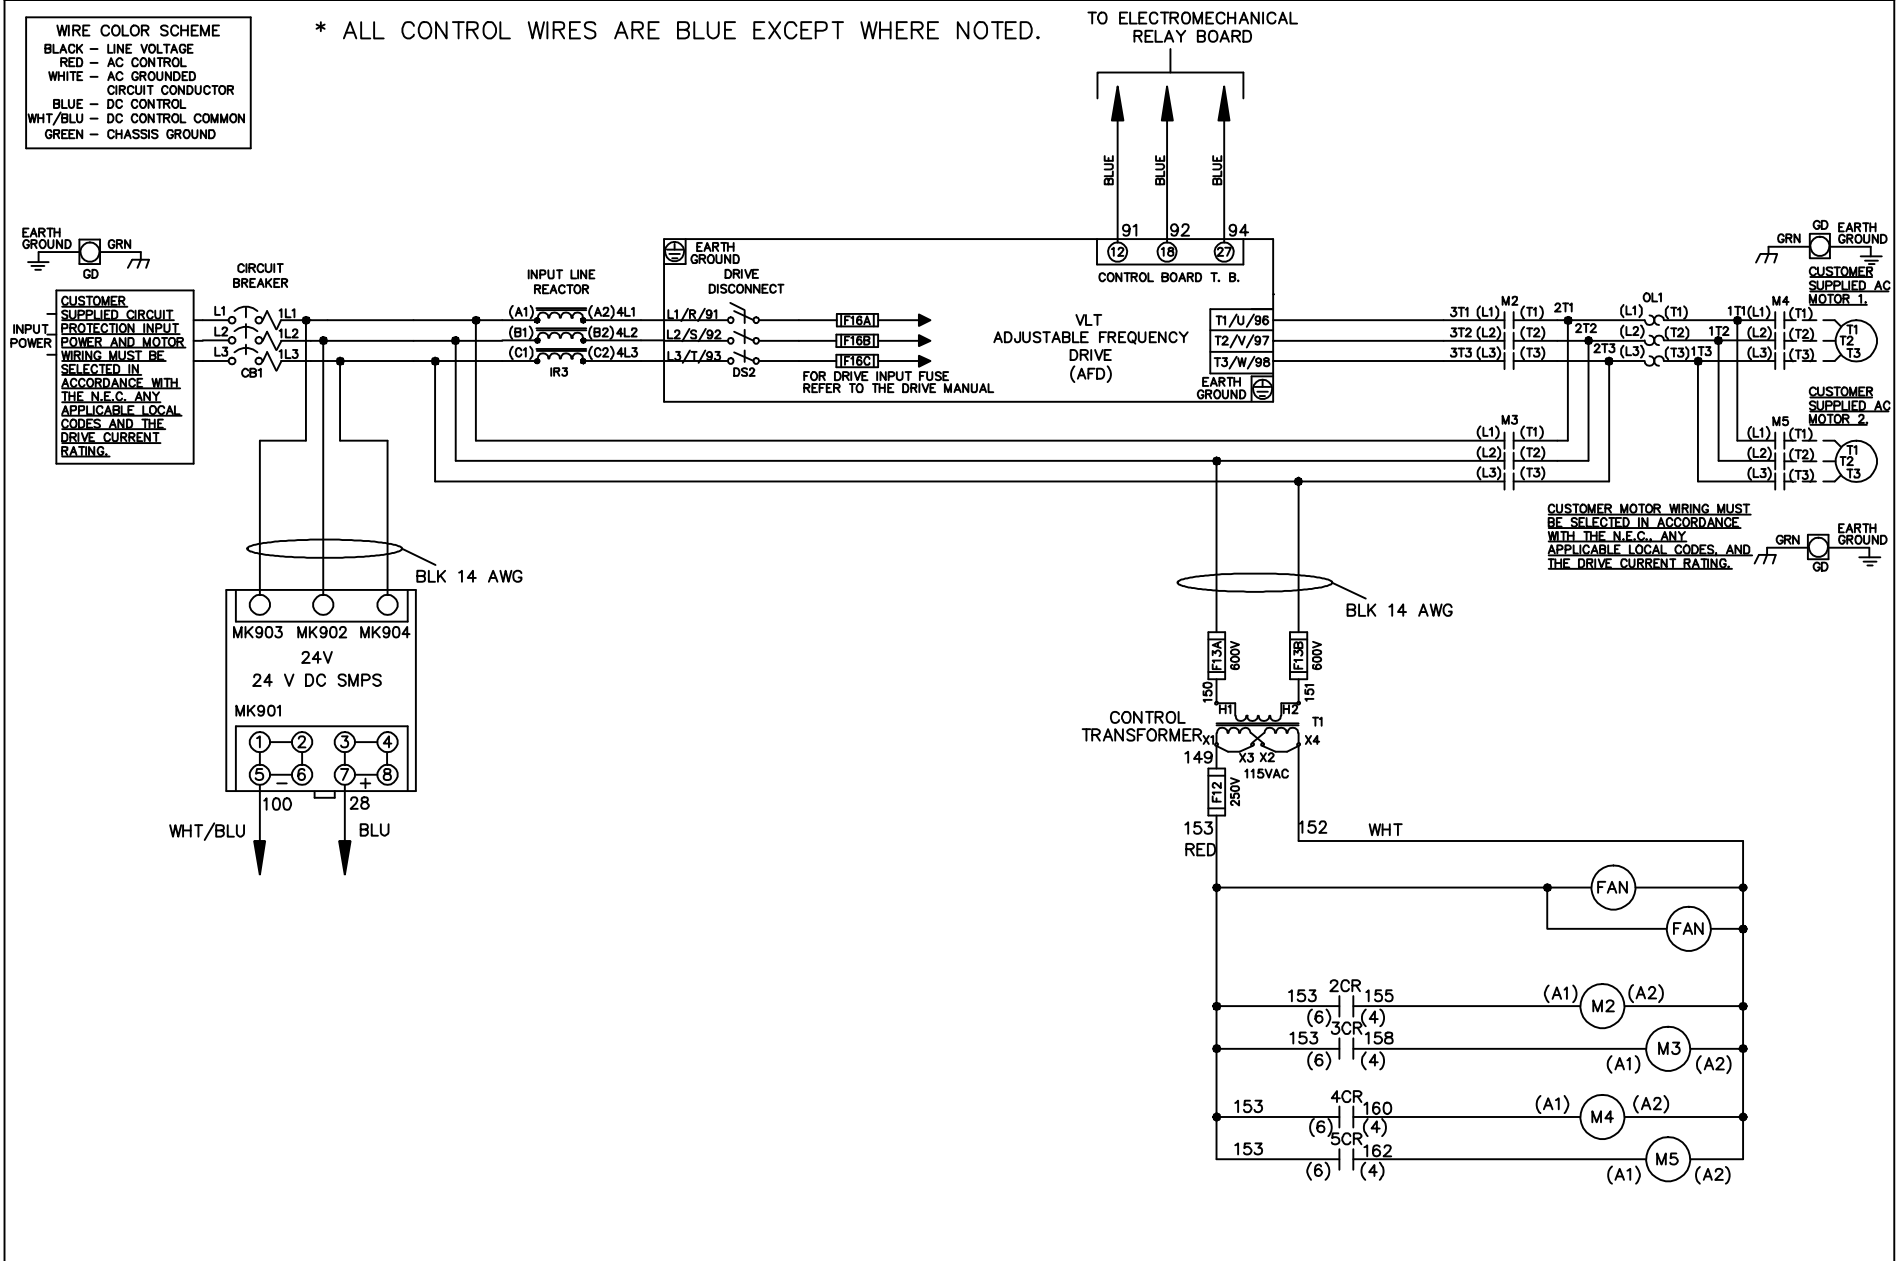 WIRE COLOR SCHEME
BLACK – LINE VOLTAGE
RED – AC CONTROL
WHITE – AC GROUNDED
CIRCUIT CONDUCTOR
BLUE – DC CONTROL
WHT/BLU – DC CONTROL COMMON
GREEN – CHASSIS GROUND
* ALL CONTROL WIRES ARE BLUE EXCEPT WHERE NOTED.
TO ELECTROMECHANICAL
RELAY BOARD
BLUE
BLUE
BLUE
91 92 94
12 18 27
CONTROL BOARD T. B.
EARTH
GROUND
GRN
GD
INPUT
POWER
CUSTOMER
SUPPLIED CIRCUIT
PROTECTION INPUT
POWER AND MOTOR
WIRING MUST BE
SELECTED IN
ACCORDANCE WITH
THE N.E.C. ANY
APPLICABLE LOCAL
CODES AND THE
DRIVE CURRENT
RATING.
CIRCUIT
BREAKER
L1 1L1
L2 1L2
L3 1L3
CB1
INPUT LINE
REACTOR
(A1) (A2) 4L1
(B1) (B2) 4L2
(C1) (C2) 4L3
IR3
EARTH
GROUND
DRIVE
DISCONNECT
L1/R/91
L2/S/92
L3/T/93
DS2
F16A
F16B
F16C
FOR DRIVE INPUT FUSE
REFER TO THE DRIVE MANUAL
VLT
ADJUSTABLE FREQUENCY
DRIVE
(AFD)
T1/U/96
T2/V/97
T3/W/98
EARTH
GROUND
M2
3T1 (L1) (T1) 2T1
3T2 (L2) (T2) 2T2
3T3 (L3) (T3) 2T3
OL1
(L1) (T1) 1T1
(L2) (T2) 1T2
(L3) (T3) 1T3
M4
(L1) (T1)
(L2) (T2)
(L3) (T3)
T1
T2
T3
GD
GRN
EARTH
GROUND
CUSTOMER
SUPPLIED AC
MOTOR 1.
M3
(L1) (T1)
(L2) (T2)
(L3) (T3)
CUSTOMER
SUPPLIED AC
MOTOR 2.
M5
(L1) (T1)
(L2) (T2)
(L3) (T3)
T1
T2
T3
CUSTOMER MOTOR WIRING MUST
BE SELECTED IN ACCORDANCE
WITH THE N.E.C., ANY
APPLICABLE LOCAL CODES, AND
THE DRIVE CURRENT RATING.
GRN
GD
EARTH
GROUND
BLK 14 AWG
MK903 MK902 MK904
24V
24 V DC SMPS
MK901
1 2 3 4
5 6 7 8
– +
100 28
WHT/BLU BLU
BLK 14 AWG
F13A
600V
F13B
600V
150
151
H1 H2
T1
CONTROL
TRANSFORMER
X1 X3 X2 X4
115VAC
149
F12
250V
153
RED
152 WHT
FAN
FAN
2CR
153 155 (A1) M2 (A2)
(6) (4)
3CR
153 158 M3
(6) (4) (A1) (A2)
4CR
153 160 (A1) M4 (A2)
(6) (4)
5CR
153 162 M5
(6) (4) (A1) (A2)